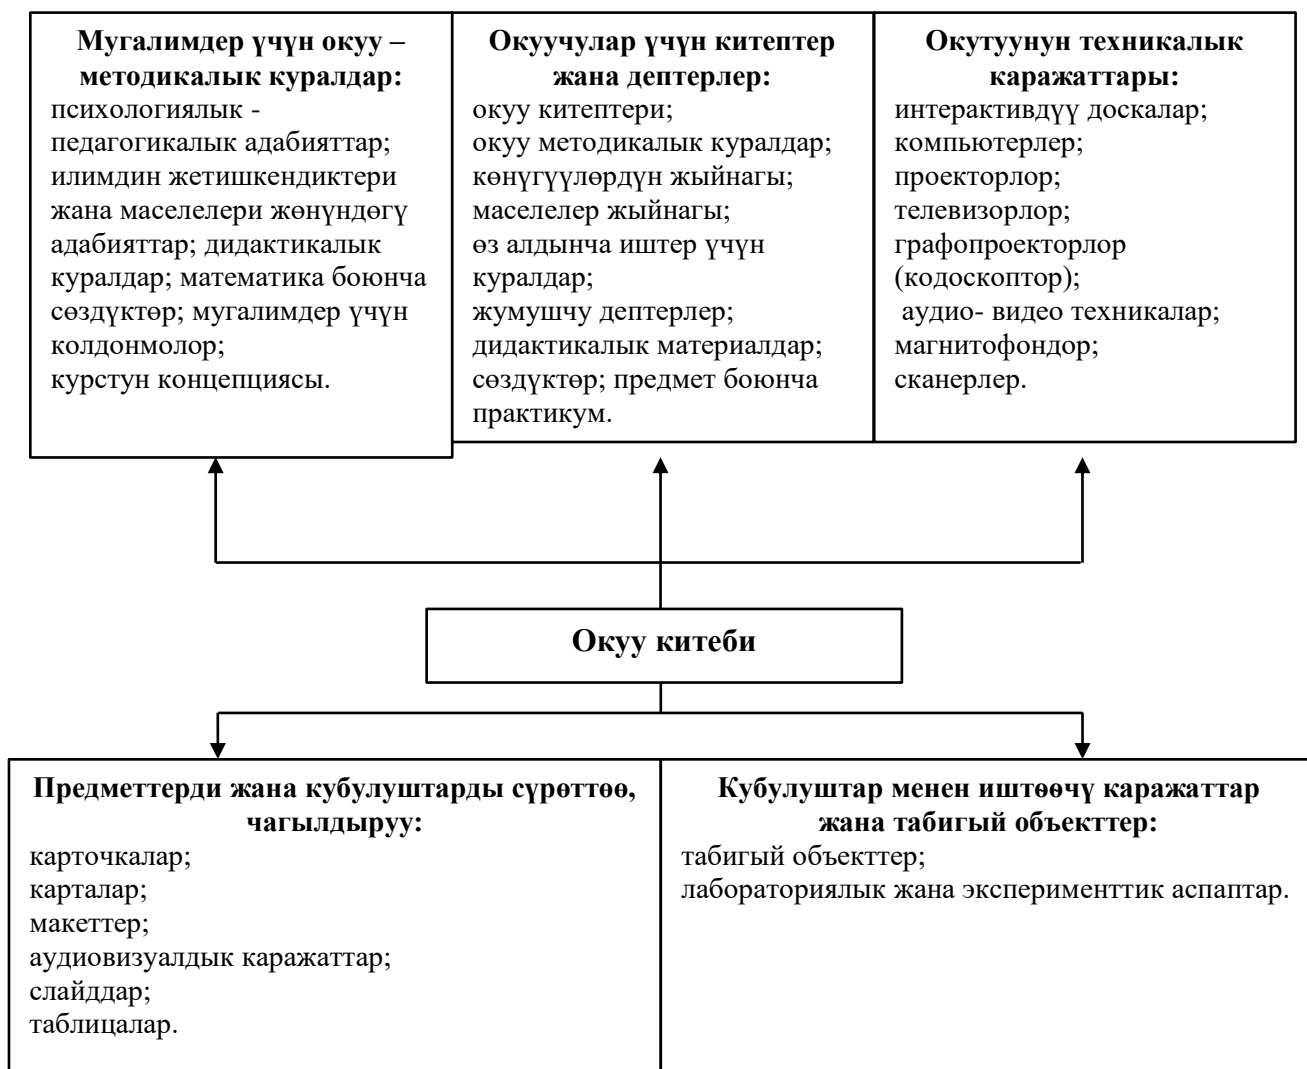 Мугалимдер үчүн окуу –
методикалык куралдар:
психологиялык -
педагогикалык адабияттар;
илимдин жетишкендиктери
жана маселелери жөнүндөгү
адабияттар; дидактикалык
куралдар; математика боюнча
сөздүктөр; мугалимдер үчүн
колдонмолор;
курстун концепциясы.
Окуучулар үчүн китептер
жана дептерлер:
окуу китептери;
окуу методикалык куралдар;
көнүгүүлөрдүн жыйнагы;
маселелер жыйнагы;
өз алдынча иштер үчүн
куралдар;
жумушчу дептерлер;
дидактикалык материалдар;
сөздүктөр; предмет боюнча
практикум.
Окутуунун техникалык
каражаттары:
интерактивдүү доскалар;
компьютерлер;
проекторлор;
телевизорлор;
графопроекторлор
(кодоскоптор);
аудио- видео техникалар;
магнитофондор;
сканерлер.
Окуу китеби
Предметтерди жана кубулуштарды сүрөттөө,
чагылдыруу:
карточкалар;
карталар;
макеттер;
аудиовизуалдык каражаттар;
слайддар;
таблицалар.
Кубулуштар менен иштөөчү каражаттар
жана табигый объекттер:
табигый объекттер;
лабораториялык жана эксперименттик аспаптар.